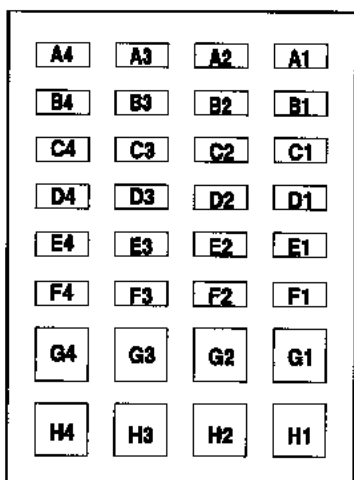 A4 A3 A2 A1
B4 B3 B2 B1
C4 C3 C2 C1
D4 D3 D2 D1
E4 E3 E2 E1
F4 F3 F2 F1
G4 G3 G2 G1
H4 H3 H2 H1